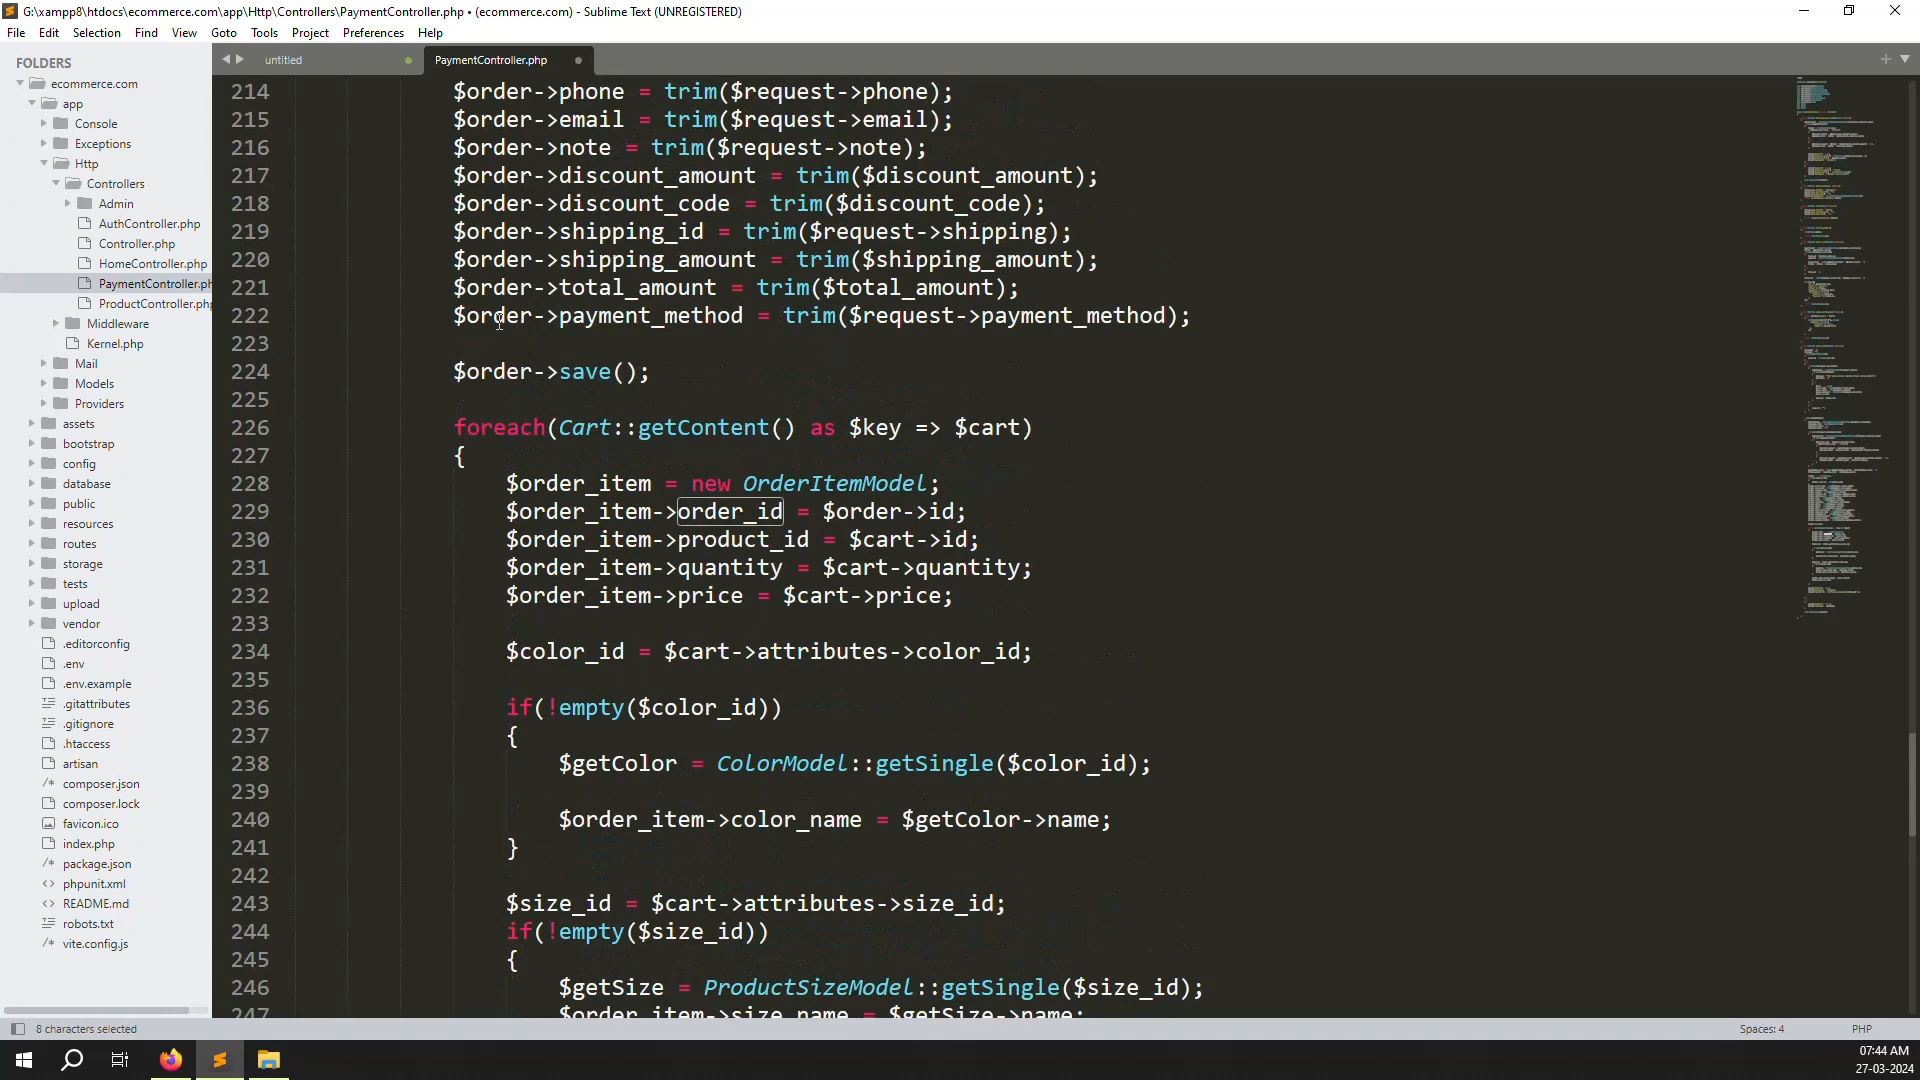 G:\xampp8\htdocs\ecommerce.com\app\Http\Controllers\PaymentController.php • (ecommerce.com) - Sublime Text (UNREGISTERED)
File Edit Selection Find View Goto Tools Project Preferences Help
FOLDERS
ecommerce.com
app
Console
Exceptions
Http
Controllers
Admin
AuthController.php
Controller.php
HomeController.php
PaymentController.ph
ProductController.php
Middleware
Kernel.php
Mail
Models
Providers
assets
bootstrap
config
database
public
resources
routes
storage
tests
upload
vendor
.editorconfig
.env
.env.example
.gitattributes
.gitignore
.htaccess
artisan
composer.json
composer.lock
favicon.ico
index.php
package.json
phpunit.xml
README.md
robots.txt
vite.config.js
untitled
PaymentController.php
214 $order->phone = trim($request->phone);
215 $order->email = trim($request->email);
216 $order->note = trim($request->note);
217 $order->discount_amount = trim($discount_amount);
218 $order->discount_code = trim($discount_code);
219 $order->shipping_id = trim($request->shipping);
220 $order->shipping_amount = trim($shipping_amount);
221 $order->total_amount = trim($total_amount);
222 $order->payment_method = trim($request->payment_method);
223
224 $order->save();
225
226 foreach(Cart::getContent() as $key => $cart)
227 {
228 $order_item = new OrderItemModel;
229 $order_item->order_id = $order->id;
230 $order_item->product_id = $cart->id;
231 $order_item->quantity = $cart->quantity;
232 $order_item->price = $cart->price;
233
234 $color_id = $cart->attributes->color_id;
235
236 if(!empty($color_id))
237 {
238 $getColor = ColorModel::getSingle($color_id);
239
240 $order_item->color_name = $getColor->name;
241 }
242
243 $size_id = $cart->attributes->size_id;
244 if(!empty($size_id))
245 {
246 $getSize = ProductSizeModel::getSingle($size_id);
247 $order_item->size_name = $getSize->name;
8 characters selected
Spaces: 4
PHP
07:44 AM
27-03-2024